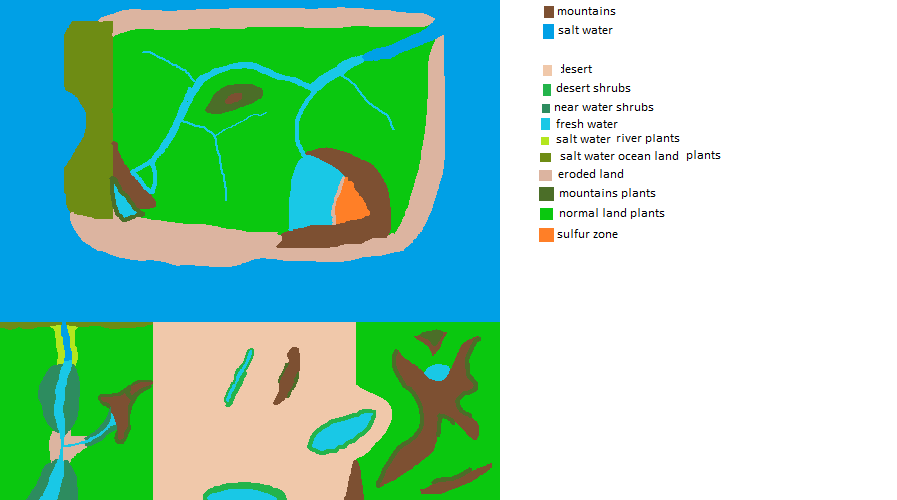 mountains
salt water
desert
desert shrubs
near water shrubs
fresh water
salt water river plants
salt water ocean land plants
eroded land
mountains plants
normal land plants
sulfur zone